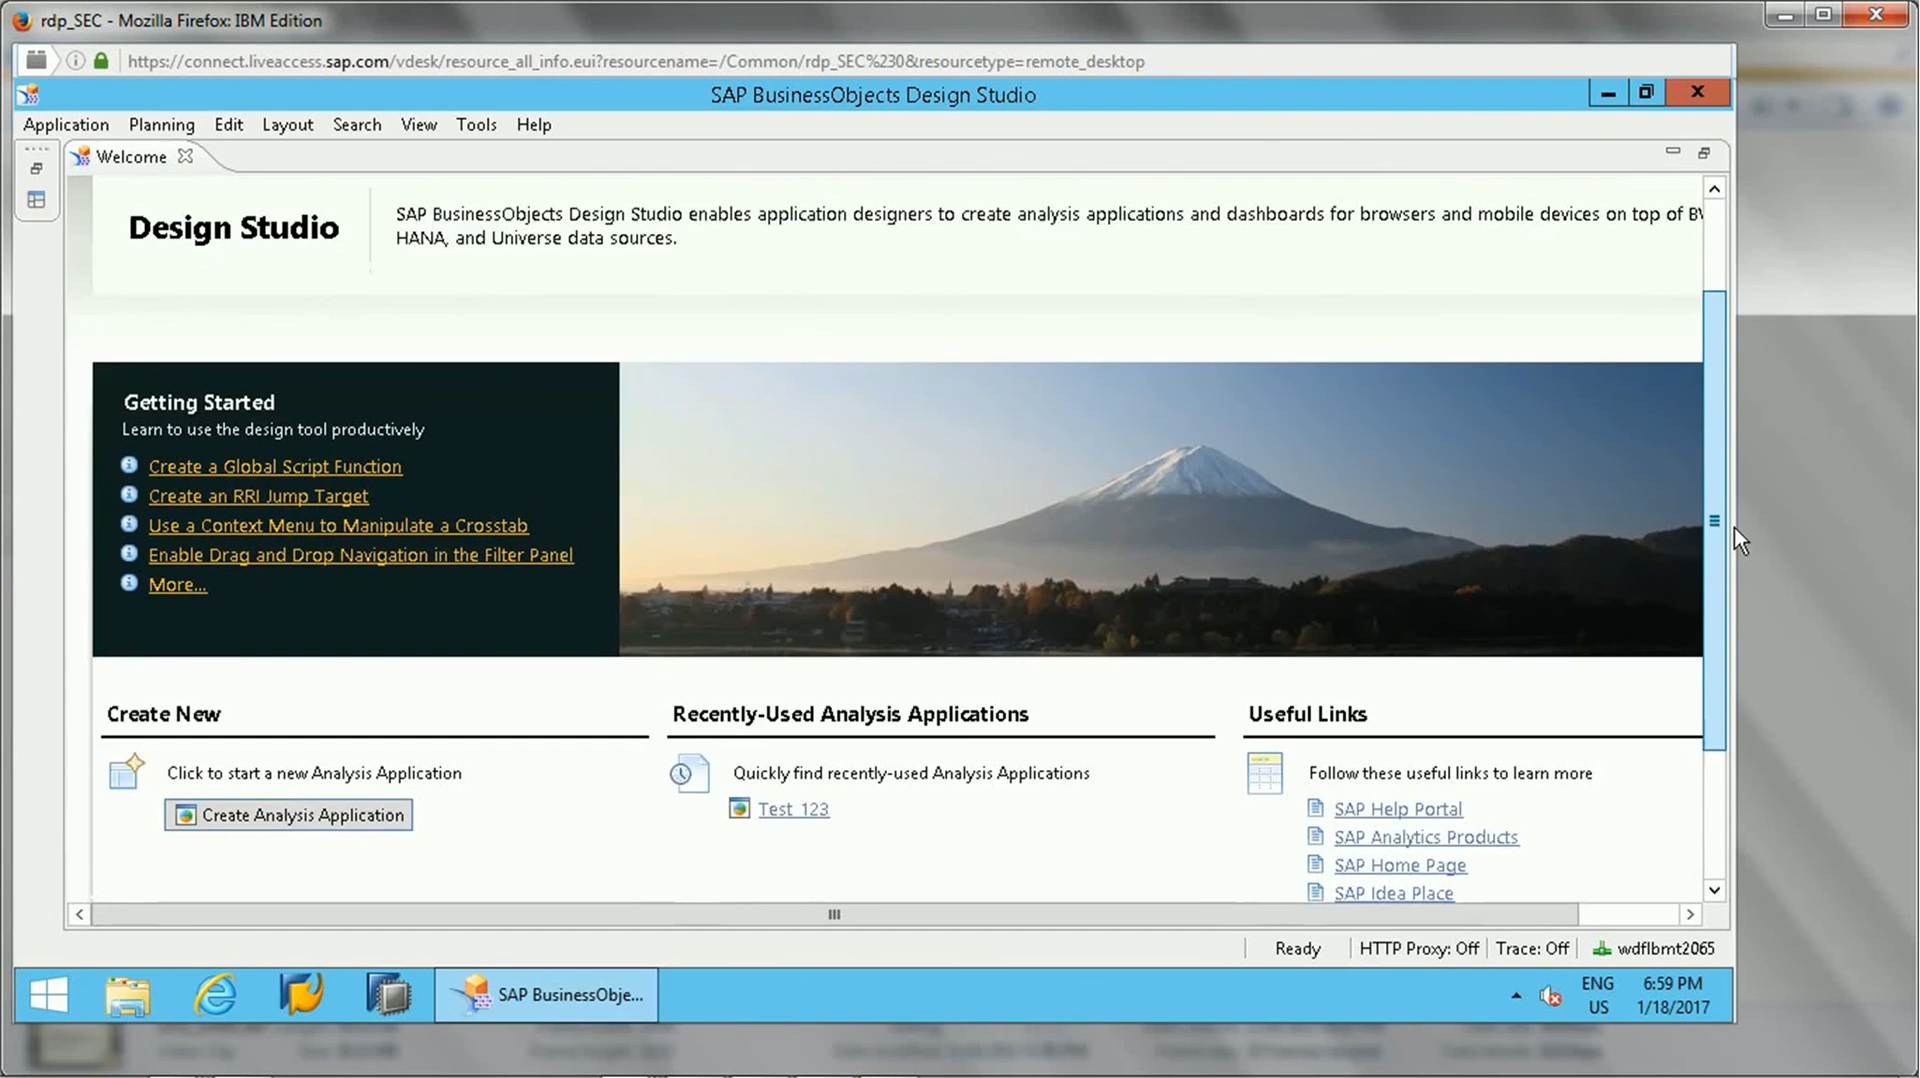 rdp_SEC - Mozilla Firefox: IBM Edition
https://connect.liveaccess.sap.com/vdesk/resource_all_info.eui?resourcename=/Common/rdp_SEC%230&resourcetype=remote_desktop
SAP BusinessObjects Design Studio
Application Planning Edit Layout Search View Tools Help
Welcome
Design Studio
SAP BusinessObjects Design Studio enables application designers to create analysis applications and dashboards for browsers and mobile devices on top of
HANA, and Universe data sources.
Getting Started
Learn to use the design tool productively
Create a Global Script Function
Create an RRI Jump Target
Use a Context Menu to Manipulate a Crosstab
Enable Drag and Drop Navigation in the Filter Panel
More...
Create New
Click to start a new Analysis Application
Create Analysis Application
Recently-Used Analysis Applications
Quickly find recently-used Analysis Applications
Test_123
Useful Links
Follow these useful links to learn more
SAP Help Portal
SAP Analytics Products
SAP Home Page
SAP Idea Place
Ready HTTP Proxy: Off Trace: Off wdflbmt2065
SAP BusinessObje...
ENG
US
6:59 PM
1/18/2017